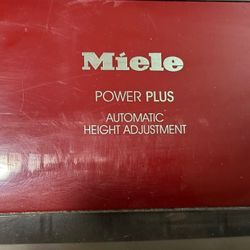 Miele
POWER PLUS
AUTOMATIC
HEIGHT ADJUSTMENT